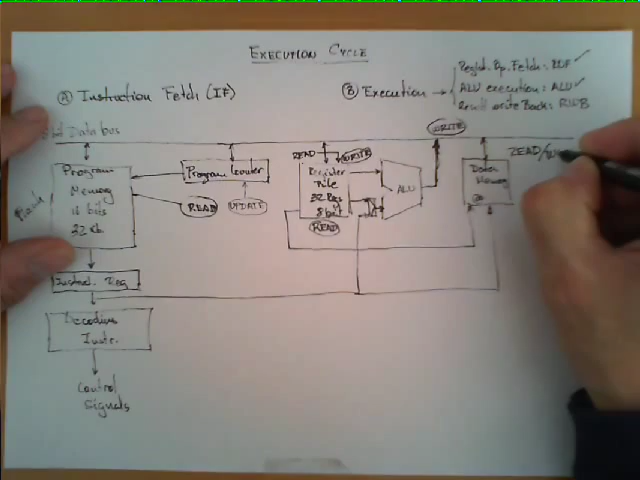 EXECUTION CYCLE
Ⓐ Instruction Fetch (IF)
Ⓑ Execution →
Regist. Op. Fetch: ROF ✓
ALU execution: ALU ✓
Result write Back: RWB
Data bus
WRITE
READ
WRITE
READ/
Program
Memory
16 bits
32 Kb
Flash
Program Counter
READ
UPDATE
Register
File
32 Regs
8 bit
READ
ALU
Data
Memory
Instruct. Reg
Decoding
Instr.
Control
Signals